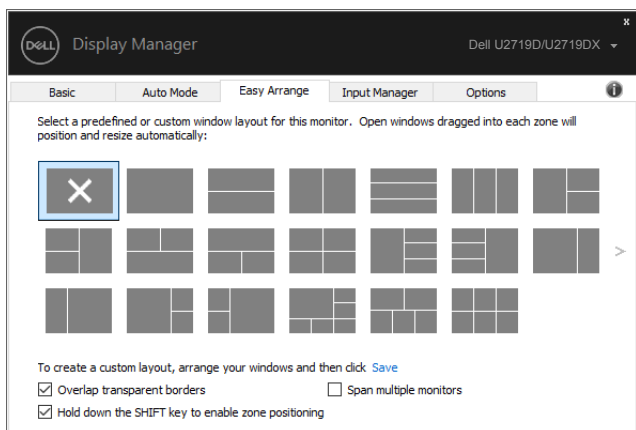 x
DELL Display Manager Dell U2719D/U2719DX
Basic Auto Mode Easy Arrange Input Manager Options i
Select a predefined or custom window layout for this monitor. Open windows dragged into each zone will
position and resize automatically:
>
To create a custom layout, arrange your windows and then click Save
Overlap transparent borders Span multiple monitors
Hold down the SHIFT key to enable zone positioning